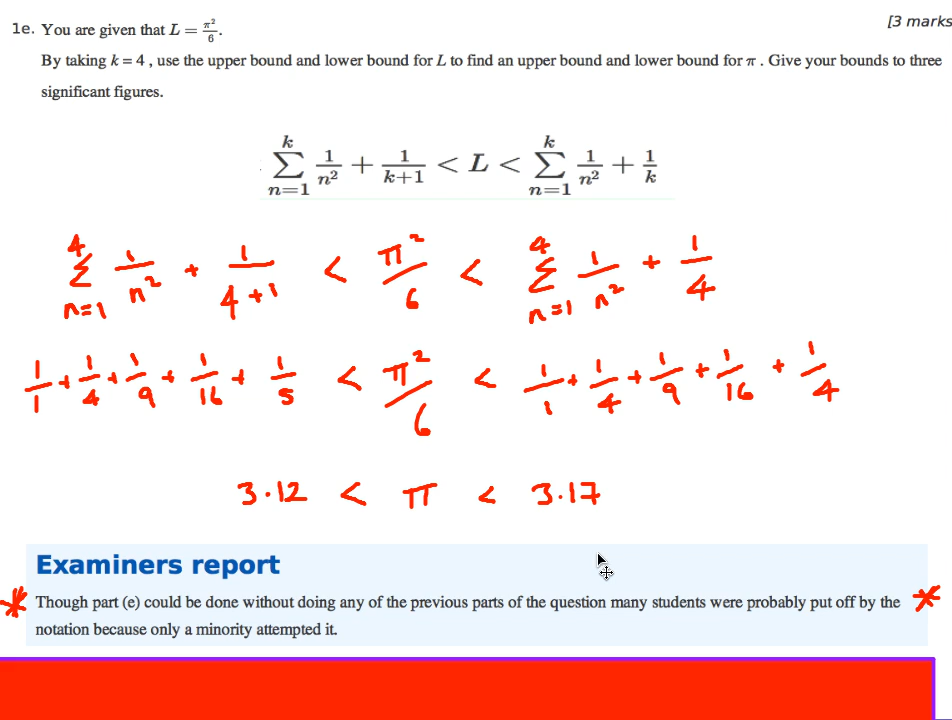 1e. You are given that L = π²/6. [3 marks
By taking k = 4 , use the upper bound and lower bound for L to find an upper bound and lower bound for π . Give your bounds to three
significant figures.
k ∑ n=1 1/n² + 1/(k+1) < L < k ∑ n=1 1/n² + 1/k
4 Σ n=1 1/n² + 1/(4+1) < π²/6 < 4 Σ n=1 1/n² + 1/4
1/1 + 1/4 + 1/9 + 1/16 + 1/5 < π²/6 < 1/1 + 1/4 + 1/9 + 1/16 + 1/4
3·12 < π < 3·17
Examiners report
* Though part (e) could be done without doing any of the previous parts of the question many students were probably put off by the *
notation because only a minority attempted it.